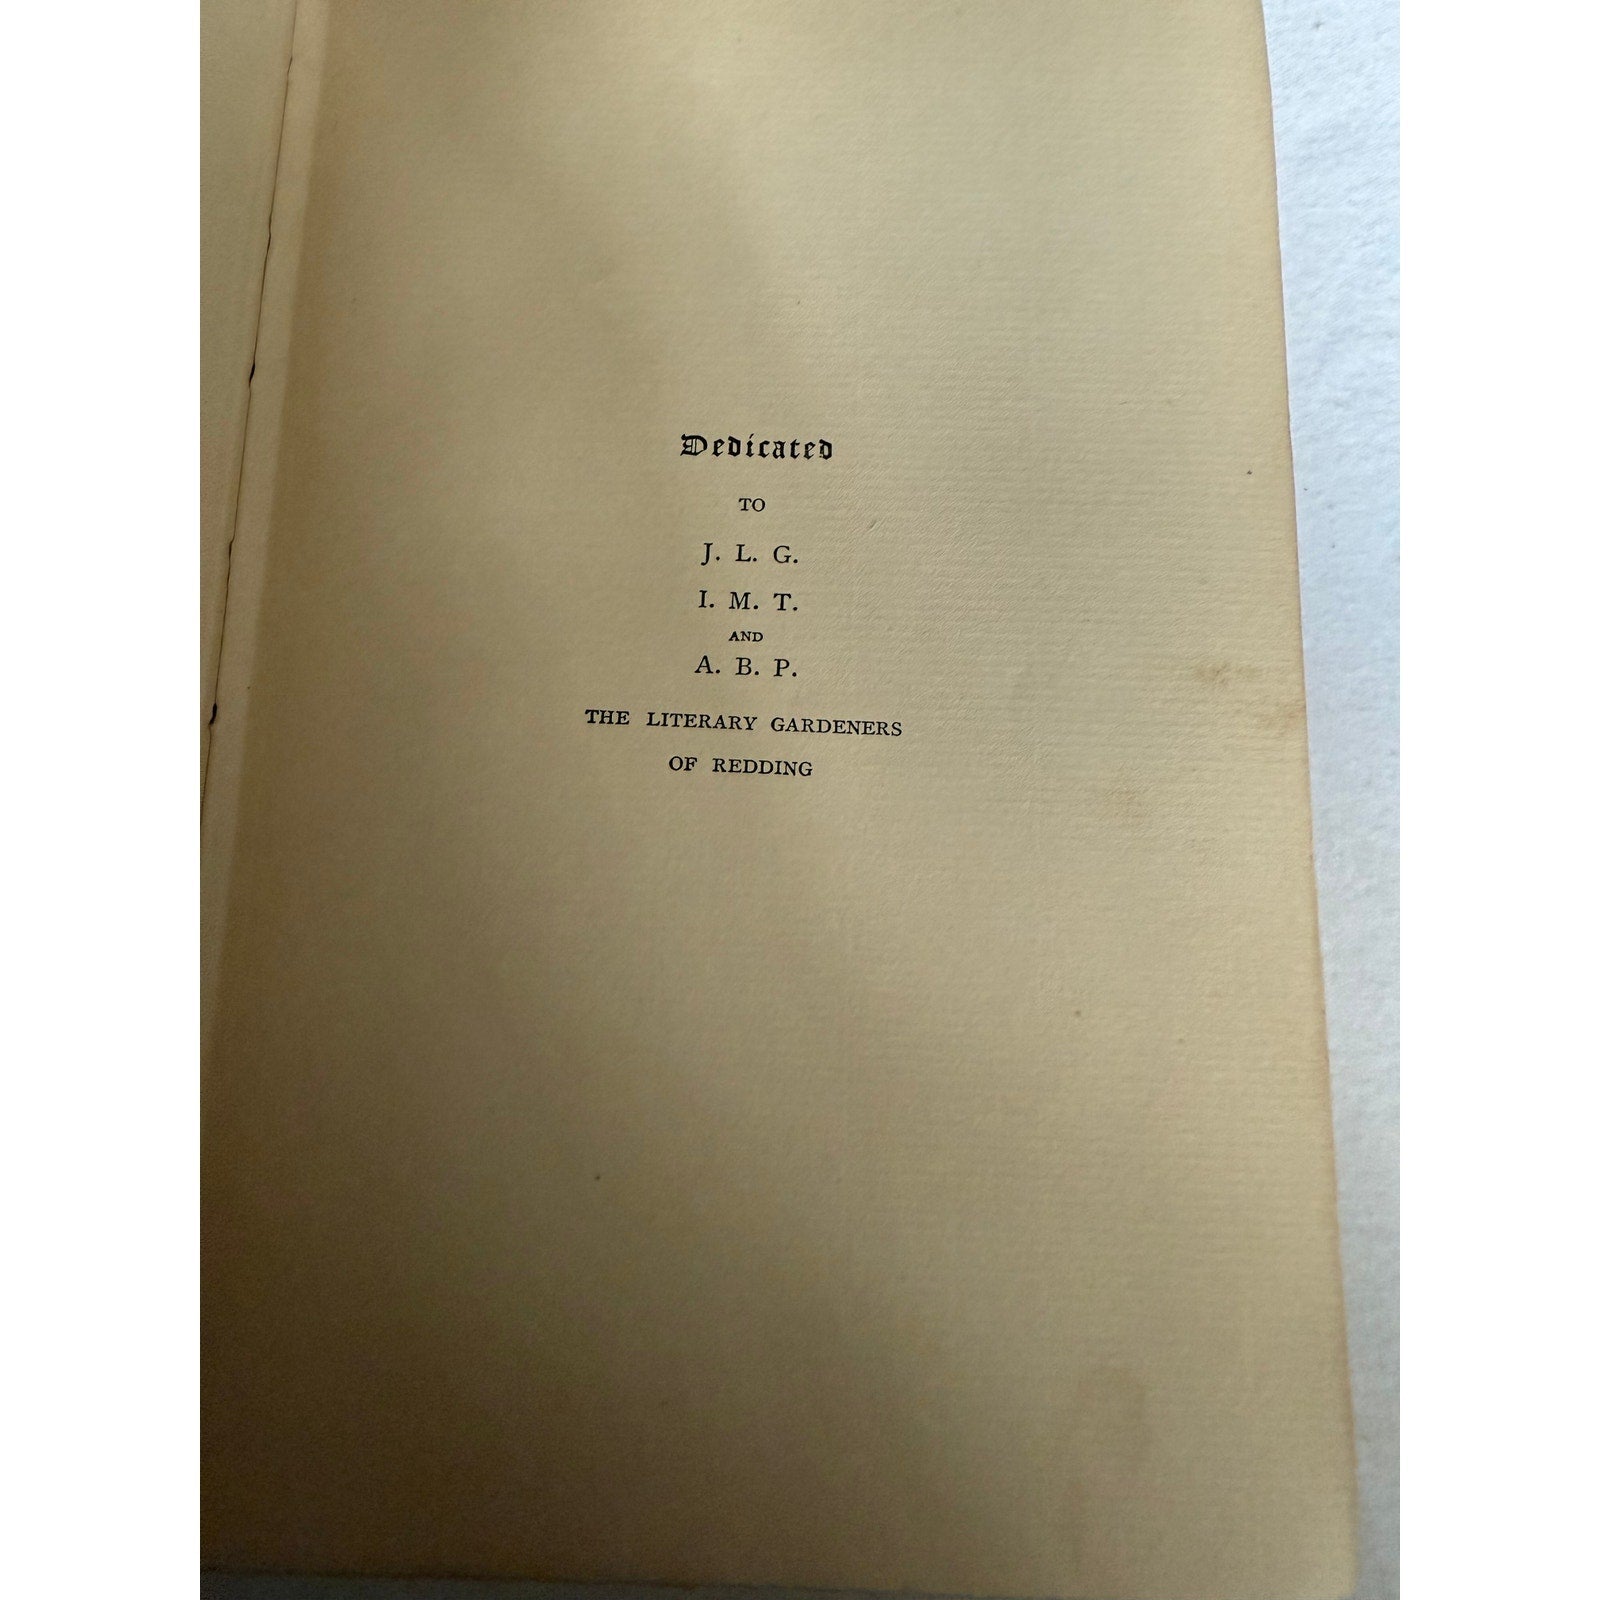 Dedicated
TO
J. L. G.
I. M. T.
AND
A. B. P.
THE LITERARY GARDENERS
OF REDDING